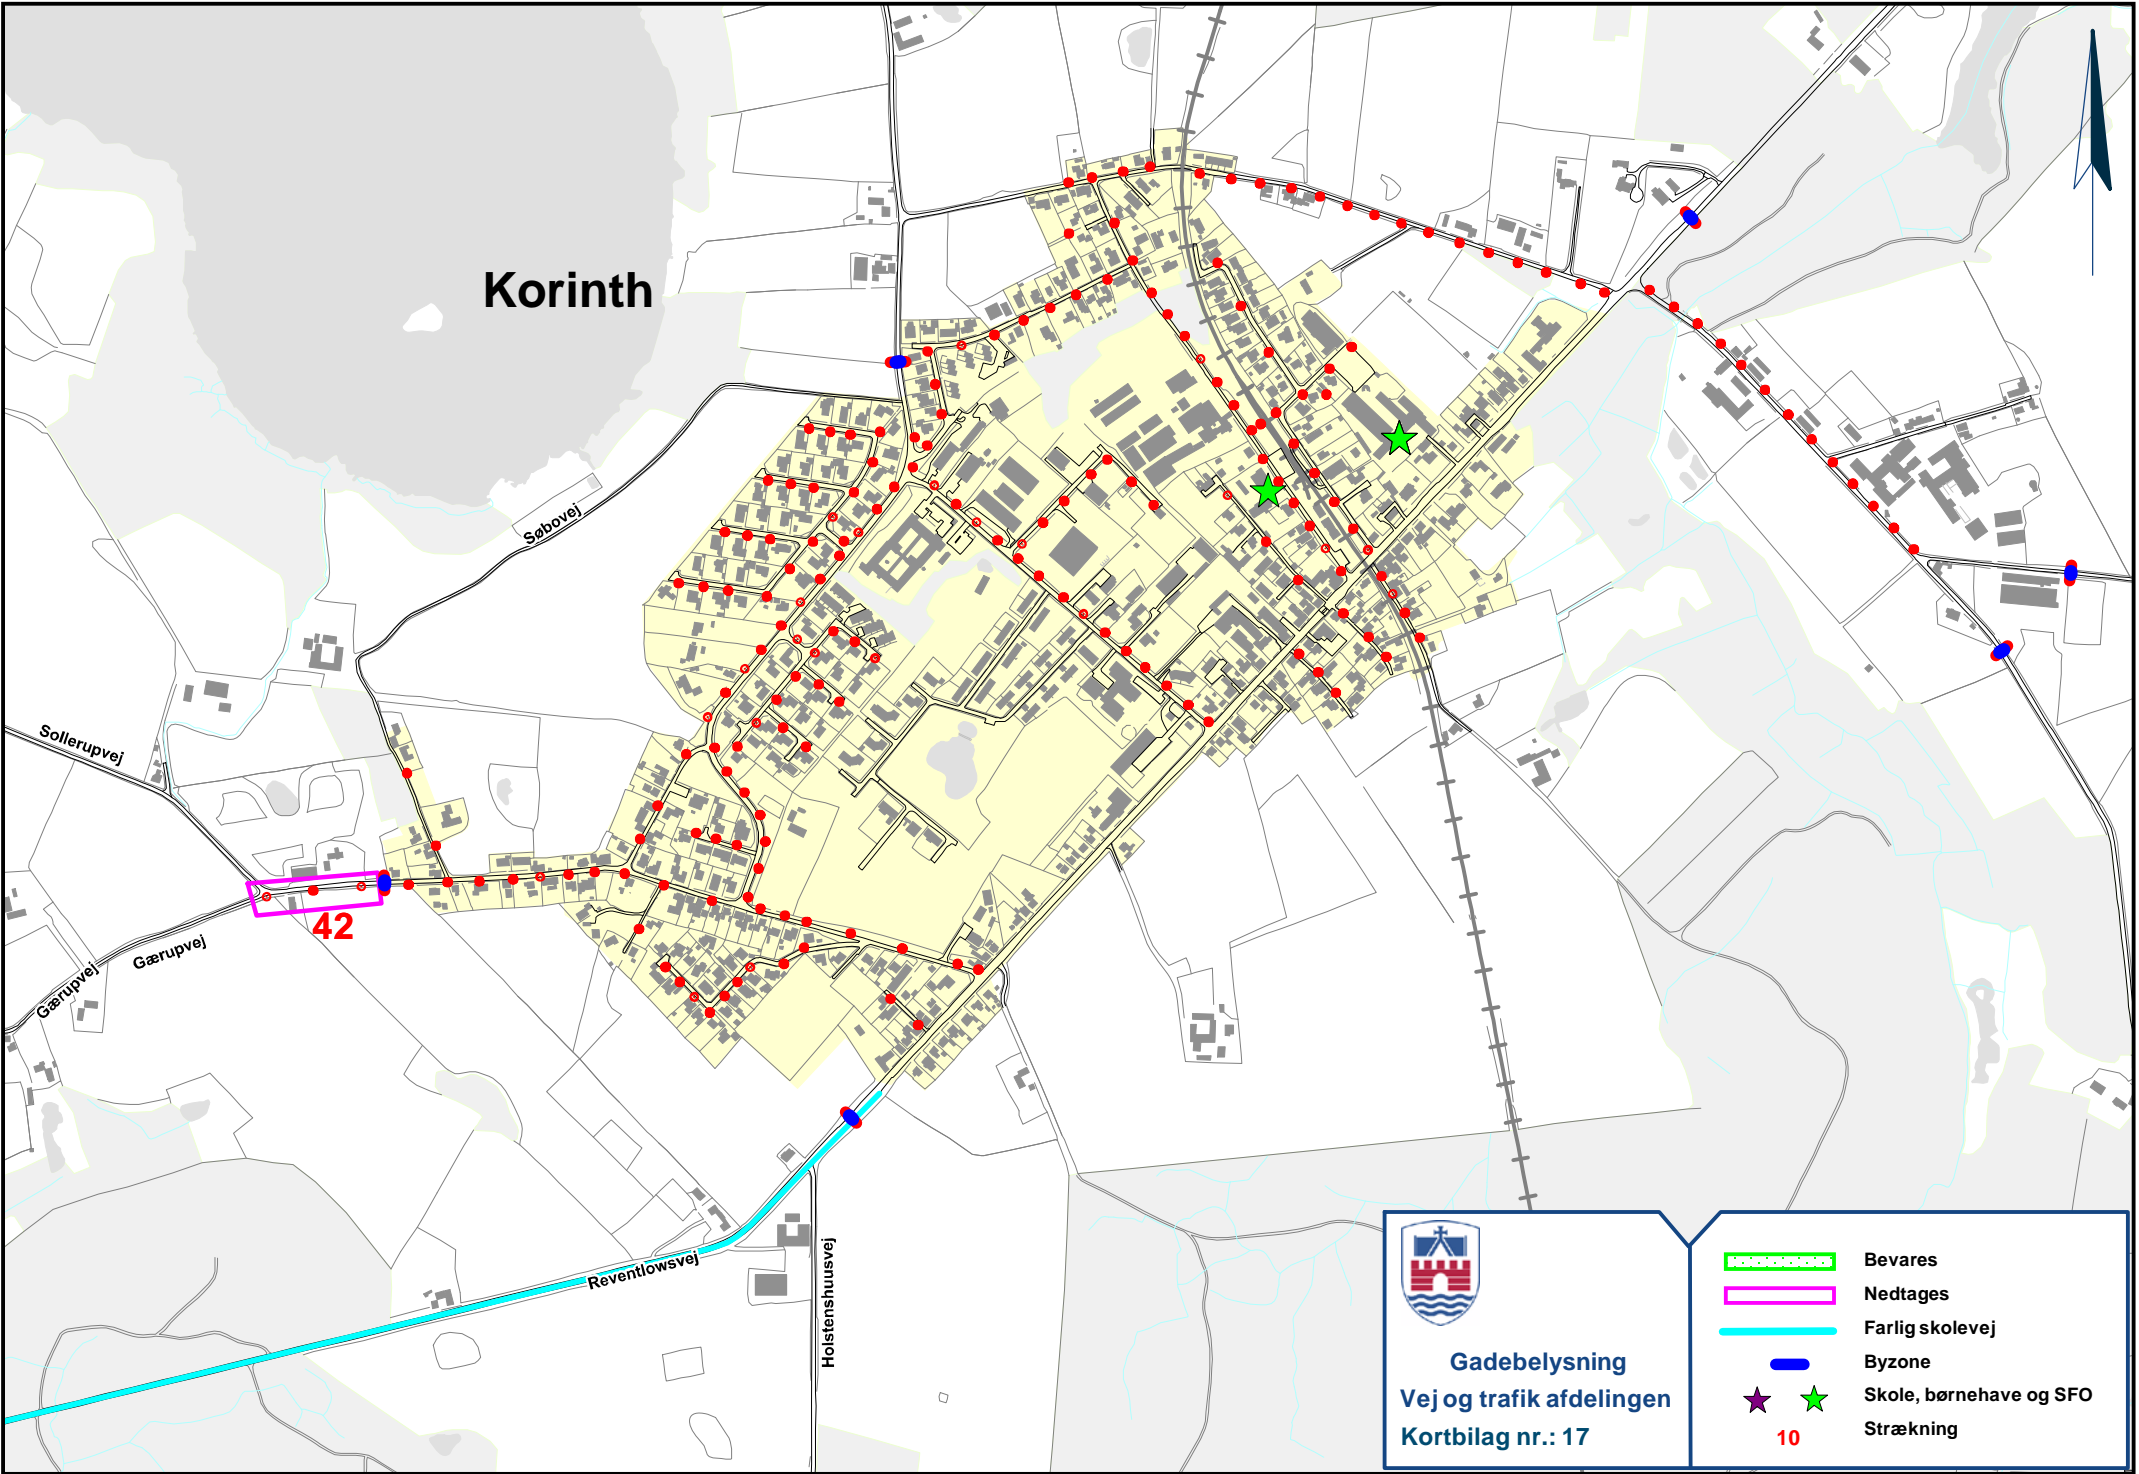 Korinth
Søbovej
Sollerupvej
42
Gærupvej
Gærupvej
Reventlowsvej
Holstenshuusvej
Gadebelysning
Vej og trafik afdelingen
Kortbilag nr.: 17
Bevares
Nedtages
Farlig skolevej
Byzone
Skole, børnehave og SFO
10 Strækning